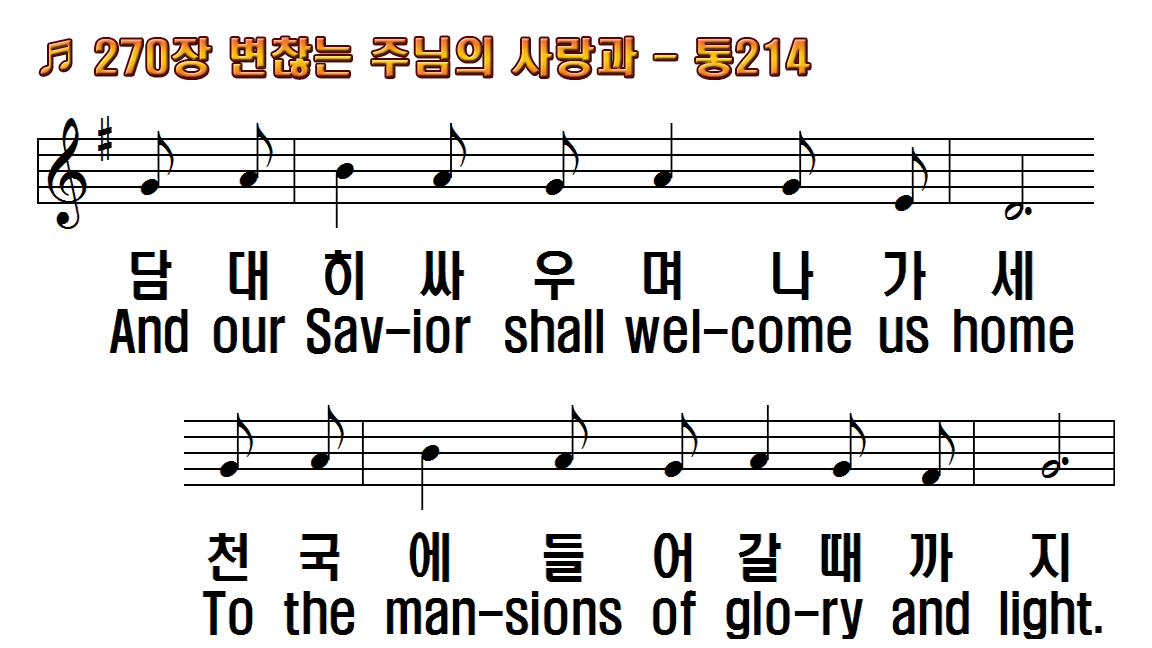 ♬ 270장 변찮는 주님의 사랑과 - 통214
담 대 히 싸 우 며 나 가 세
And our Sav-ior shall wel-come us home
천 국 에 들 어 갈 때 까 지
To the man-sions of glo-ry and light.